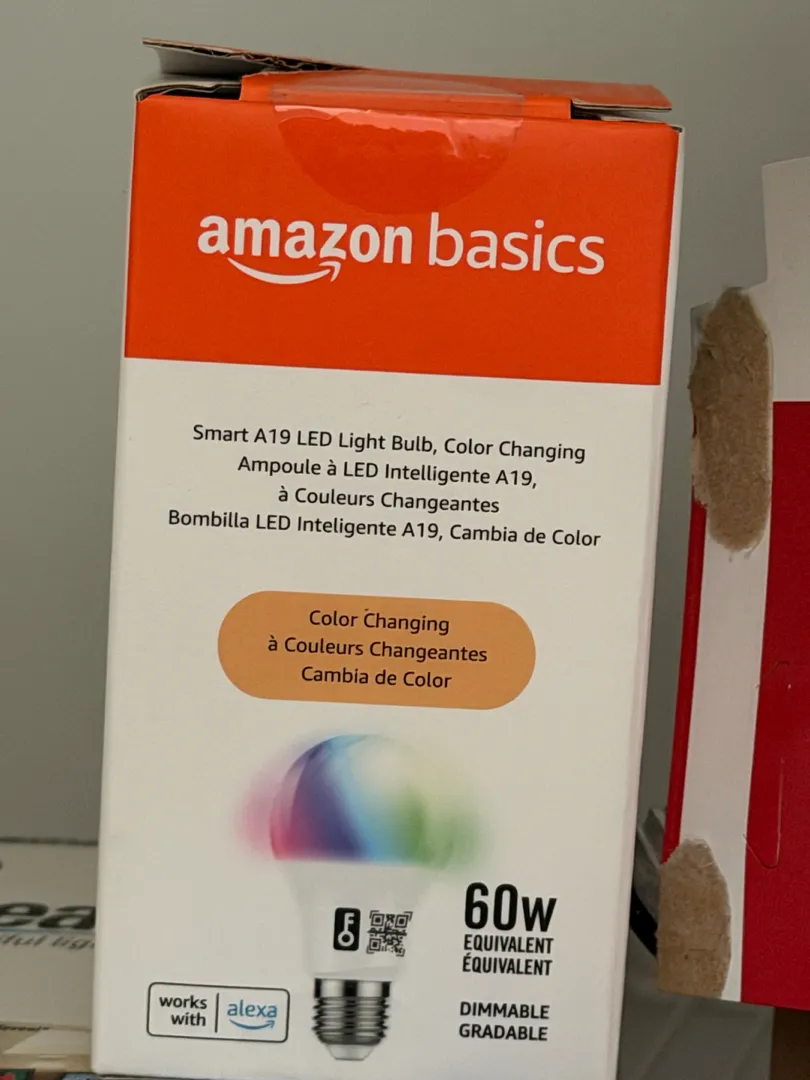 amazon basics
Smart A19 LED Light Bulb, Color Changing
Ampoule à LED Intelligente A19,
à Couleurs Changeantes
Bombilla LED Inteligente A19, Cambia de Color
Color Changing
à Couleurs Changeantes
Cambia de Color
60W
EQUIVALENT
ÉQUIVALENT
DIMMABLE
GRADABLE
works
with
alexa